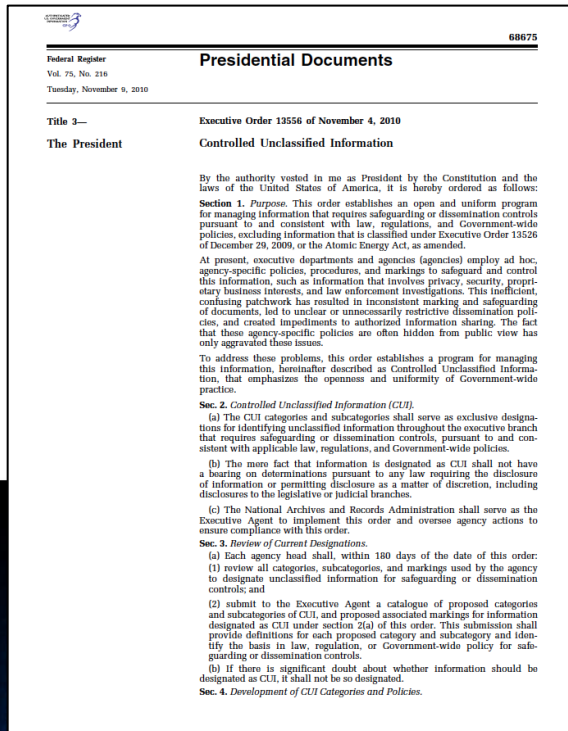 AUTHENTICATED
U.S. GOVERNMENT
INFORMATION
GPO
68675
Federal Register
Vol. 75, No. 216
Tuesday, November 9, 2010
Presidential Documents
Title 3—
The President
Executive Order 13556 of November 4, 2010
Controlled Unclassified Information
By the authority vested in me as President by the Constitution and the
laws of the United States of America, it is hereby ordered as follows:
Section 1. Purpose. This order establishes an open and uniform program
for managing information that requires safeguarding or dissemination controls
pursuant to and consistent with law, regulations, and Government-wide
policies, excluding information that is classified under Executive Order 13526
of December 29, 2009, or the Atomic Energy Act, as amended.
At present, executive departments and agencies (agencies) employ ad hoc,
agency-specific policies, procedures, and markings to safeguard and control
this information, such as information that involves privacy, security, propri-
etary business interests, and law enforcement investigations. This inefficient,
confusing patchwork has resulted in inconsistent marking and safeguarding
of documents, led to unclear or unnecessarily restrictive dissemination poli-
cies, and created impediments to authorized information sharing. The fact
that these agency-specific policies are often hidden from public view has
only aggravated these issues.
To address these problems, this order establishes a program for managing
this information, hereinafter described as Controlled Unclassified Informa-
tion, that emphasizes the openness and uniformity of Government-wide
practice.
Sec. 2. Controlled Unclassified Information (CUI).
(a) The CUI categories and subcategories shall serve as exclusive designa-
tions for identifying unclassified information throughout the executive branch
that requires safeguarding or dissemination controls, pursuant to and con-
sistent with applicable law, regulations, and Government-wide policies.
(b) The mere fact that information is designated as CUI shall not have
a bearing on determinations pursuant to any law requiring the disclosure
of information or permitting disclosure as a matter of discretion, including
disclosures to the legislative or judicial branches.
(c) The National Archives and Records Administration shall serve as the
Executive Agent to implement this order and oversee agency actions to
ensure compliance with this order.
Sec. 3. Review of Current Designations.
(a) Each agency head shall, within 180 days of the date of this order:
(1) review all categories, subcategories, and markings used by the agency
to designate unclassified information for safeguarding or dissemination
controls; and
(2) submit to the Executive Agent a catalogue of proposed categories
and subcategories of CUI, and proposed associated markings for information
designated as CUI under section 2(a) of this order. This submission shall
provide definitions for each proposed category and subcategory and iden-
tify the basis in law, regulation, or Government-wide policy for safe-
guarding or dissemination controls.
(b) If there is significant doubt about whether information should be
designated as CUI, it shall not be so designated.
Sec. 4. Development of CUI Categories and Policies.